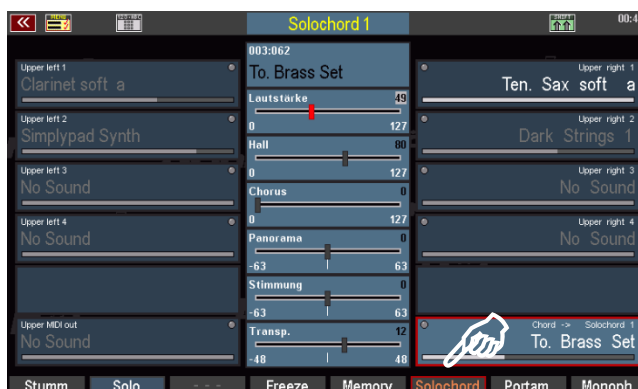 MENU
SHIFT
Solochord 1
00:4
003:062
To. Brass Set
Upper left 1
Clarinet soft a
Upper left 2
Simplypad Synth
Upper left 3
No Sound
Upper left 4
No Sound
Upper MIDI out
No Sound
Lautstärke 49
0 127
Hall 80
0 127
Chorus 0
0 127
Panorama 0
-63 63
Stimmung 0
-63 63
Transp. 12
-48 48
Upper right 1
Ten. Sax soft a
Upper right 2
Dark Strings 1
Upper right 3
No Sound
Upper right 4
No Sound
Chord -> Solochord 1
To. Brass Set
Stumm Solo - - - Freeze Memory Solochord Portam. Monoph